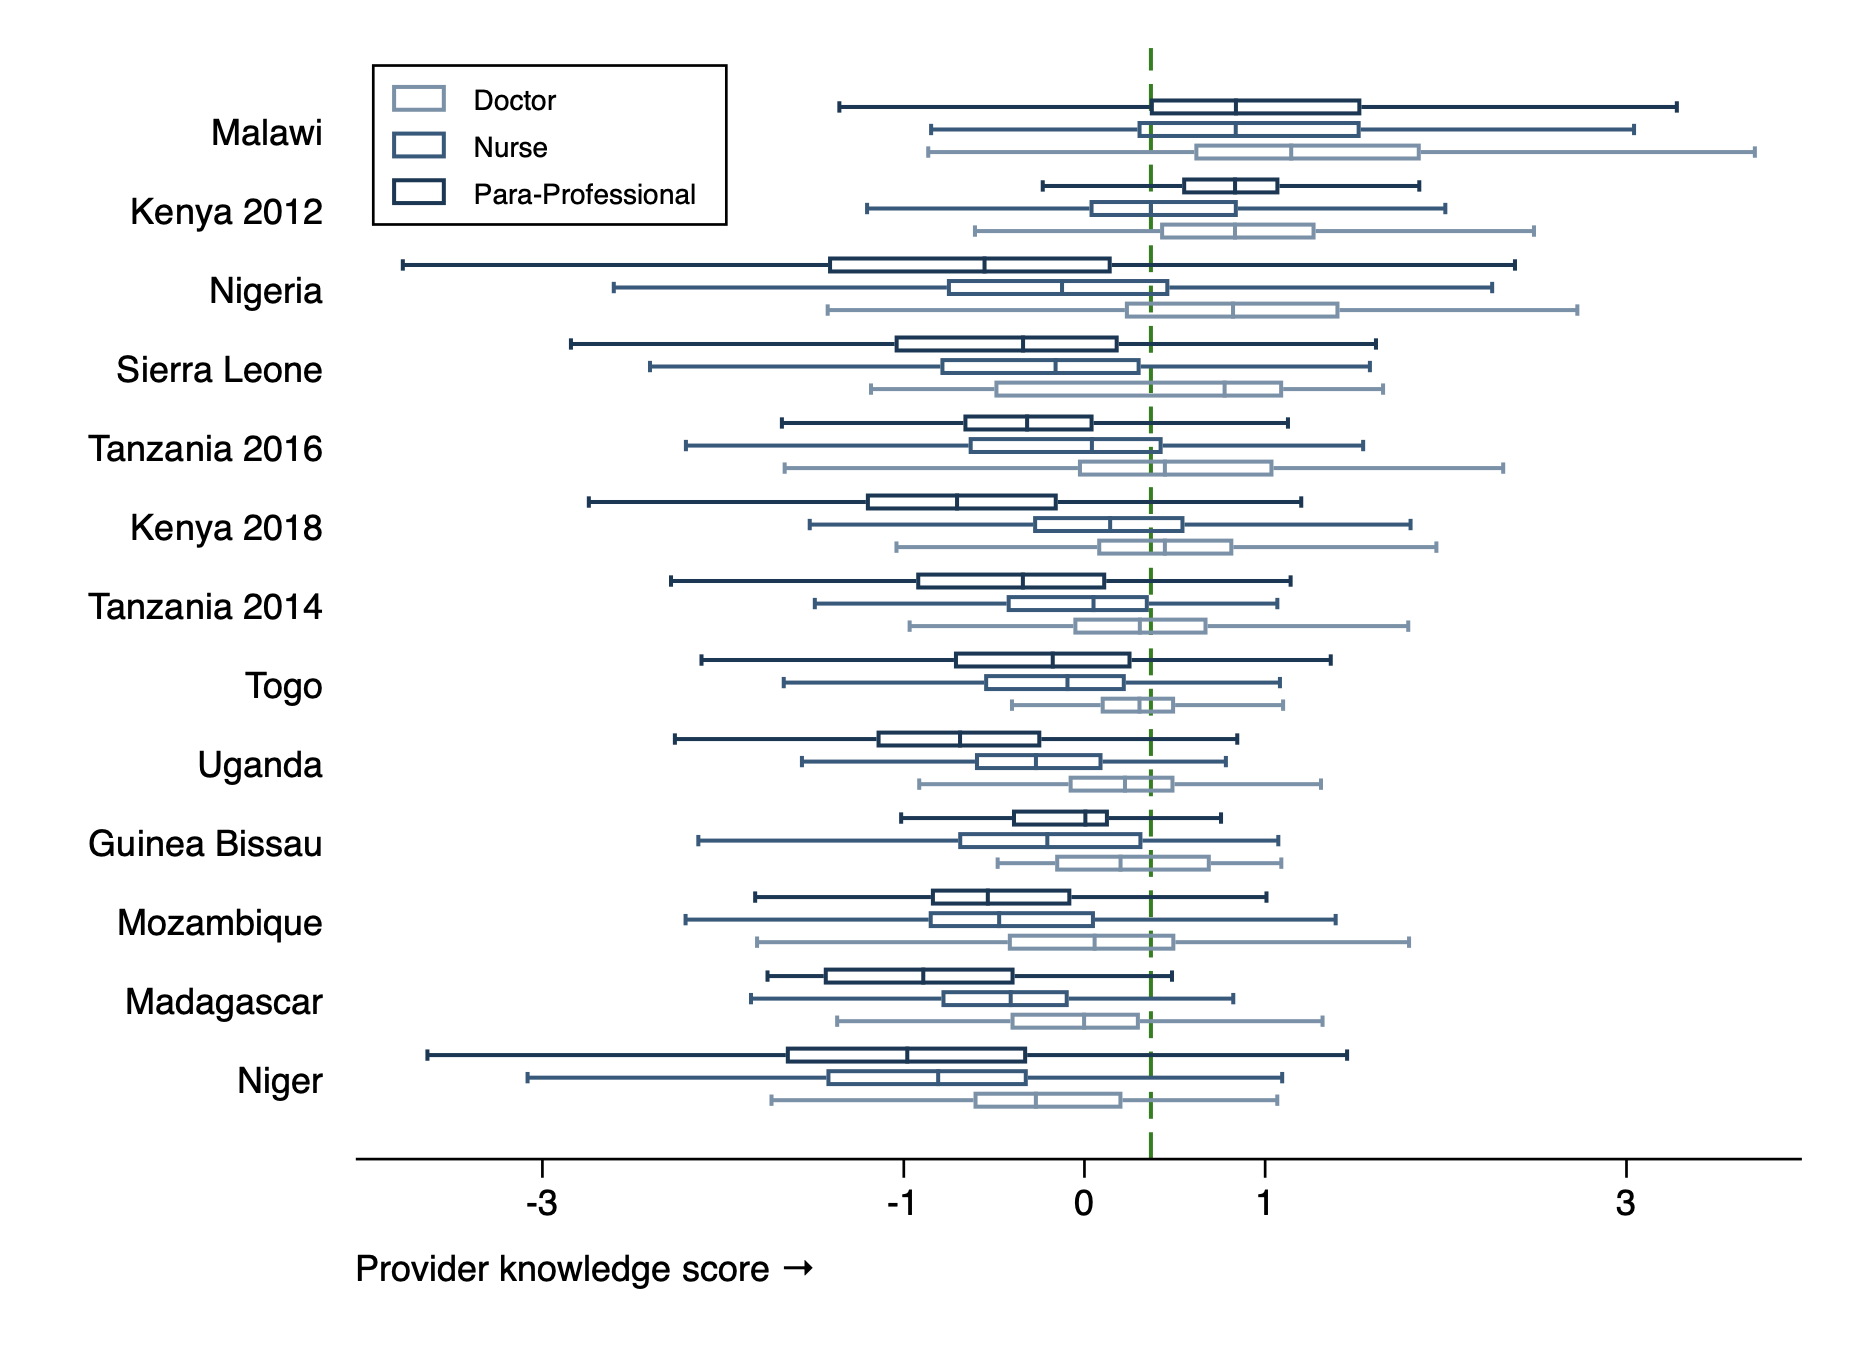 Doctor
Nurse
Para-Professional
Malawi
Kenya 2012
Nigeria
Sierra Leone
Tanzania 2016
Kenya 2018
Tanzania 2014
Togo
Uganda
Guinea Bissau
Mozambique
Madagascar
Niger
-3 -1 0 1 3
Provider knowledge score →